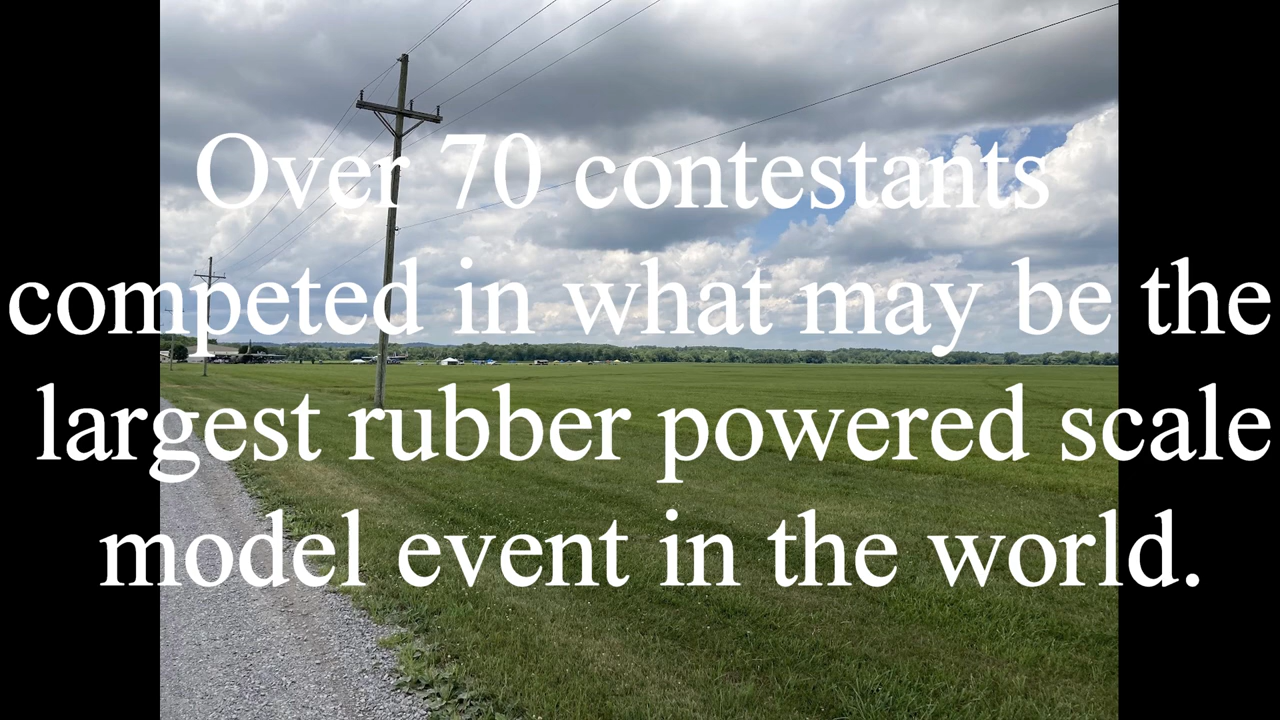 Over 70 contestants
competed in what may be the
largest rubber powered scale
model event in the world.